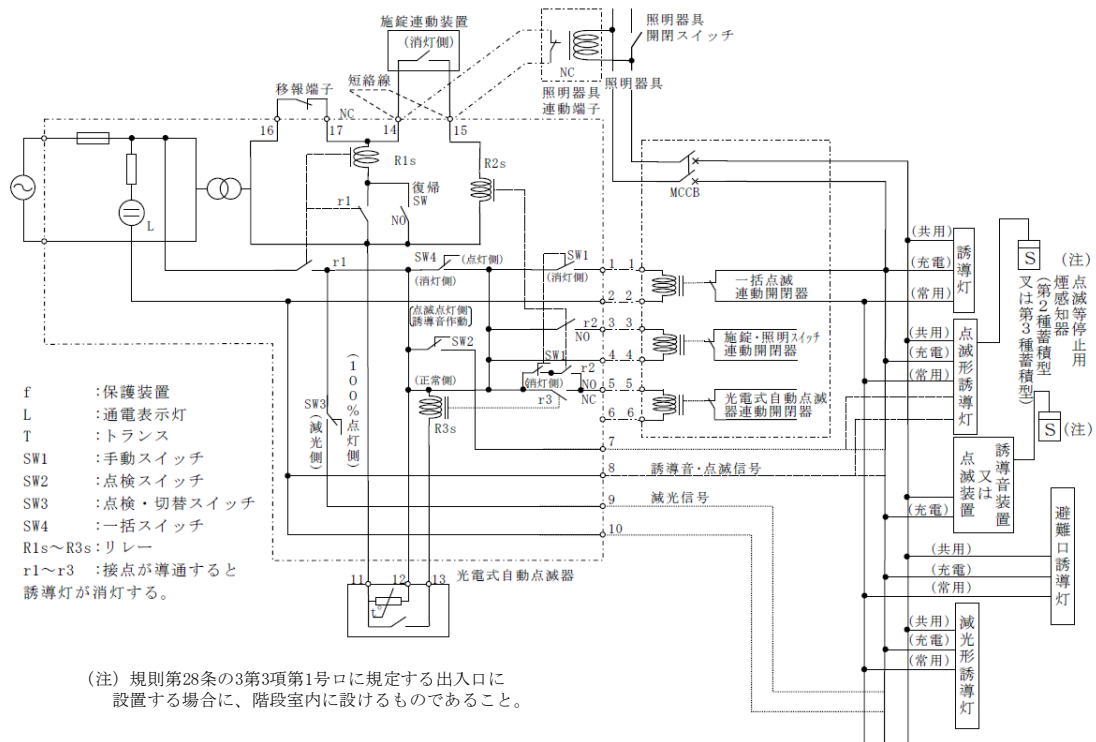 施錠連動装置
(消灯側)
照明器具
開閉スイッチ
NC
照明器具
連動端子
照明器具
移報端子
短絡線
NC
16
17
14
15
R1s
R2s
復帰
SW
r1
NO
L
MCCB
r1
SW4
(点灯側)
(消灯側)
SW1
(消灯側)
1
1
2
2
一括点滅
連動開閉器
点滅点灯側
誘導音作動
SW2
r2
NO
3
3
4
4
施錠・照明スイッチ
連動開閉器
SW1
r2
(正常側)
(消灯側)
NO
NC
r3
5
5
6
6
光電式自動点滅
器連動開閉器
R3s
SW3
(減光側)
(100%点灯側)
7
8
誘導音・点滅信号
9
減光信号
10
11
12
13
光電式自動点滅器
t°
(共用)
(充電)
(常用)
誘導灯
(共用)
(充電)
(常用)
点滅形誘導灯
S
(注)
点滅等停止用
煙感知器
(第2種蓄積型
又は第3種蓄積型)
S
(注)
誘導音装置
又は
点滅装置
(充電)
(共用)
(充電)
(常用)
避難口誘導灯
(共用)
(充電)
(常用)
減光形誘導灯
f :保護装置
L :通電表示灯
T :トランス
SW1 :手動スイッチ
SW2 :点検スイッチ
SW3 :点検・切替スイッチ
SW4 :一括スイッチ
R1s～R3s:リレー
r1～r3 :接点が導通すると
誘導灯が消灯する。
(注) 規則第28条の3第3項第1号ロに規定する出入口に
設置する場合に、階段室内に設けるものであること。